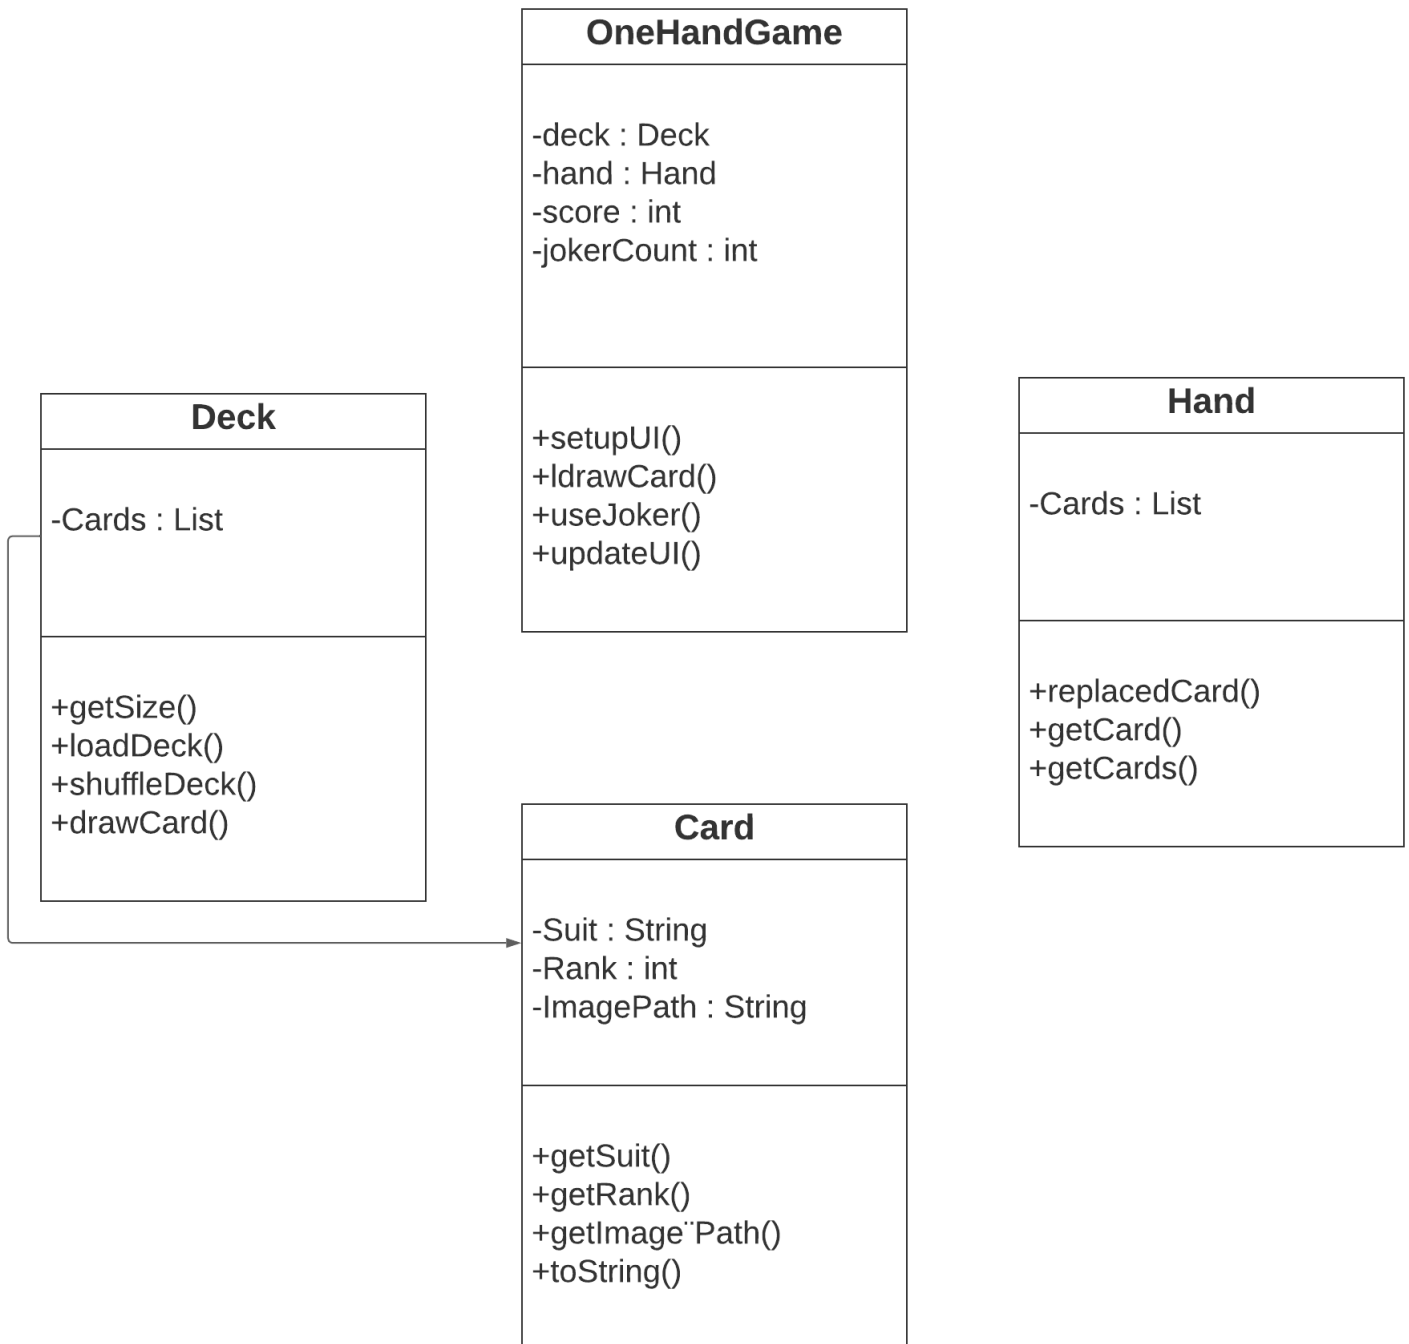 OneHandGame
-deck : Deck
-hand : Hand
-score : int
-jokerCount : int
+setupUI()
+ldrawCard()
+useJoker()
+updateUI()
Deck
-Cards : List
+getSize()
+loadDeck()
+shuffleDeck()
+drawCard()
Hand
-Cards : List
+replacedCard()
+getCard()
+getCards()
Card
-Suit : String
-Rank : int
-ImagePath : String
+getSuit()
+getRank()
+getImage¨Path()
+toString()